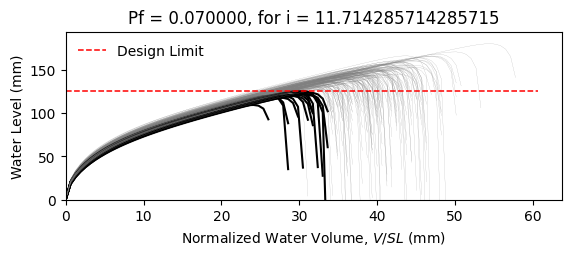 Pf = 0.070000, for i = 11.714285714285715
Design Limit
Water Level (mm)
150
100
50
0
0 10 20 30 40 50 60
Normalized Water Volume, V/SL (mm)